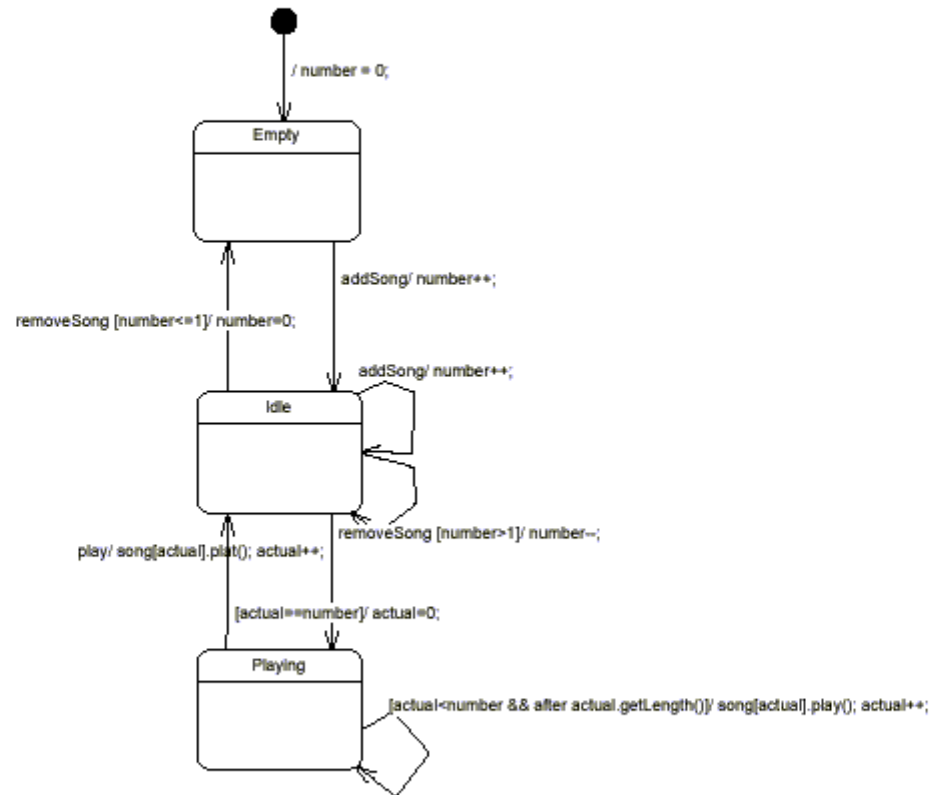 / number = 0;
Empty
addSong/ number++;
removeSong [number<=1]/ number=0;
addSong/ number++;
Idle
removeSong [number>1]/ number--;
play/ song[actual].plat(); actual++;
[actual==number]/ actual=0;
Playing
[actual<number && after actual.getLength()]/ song[actual].play(); actual++;